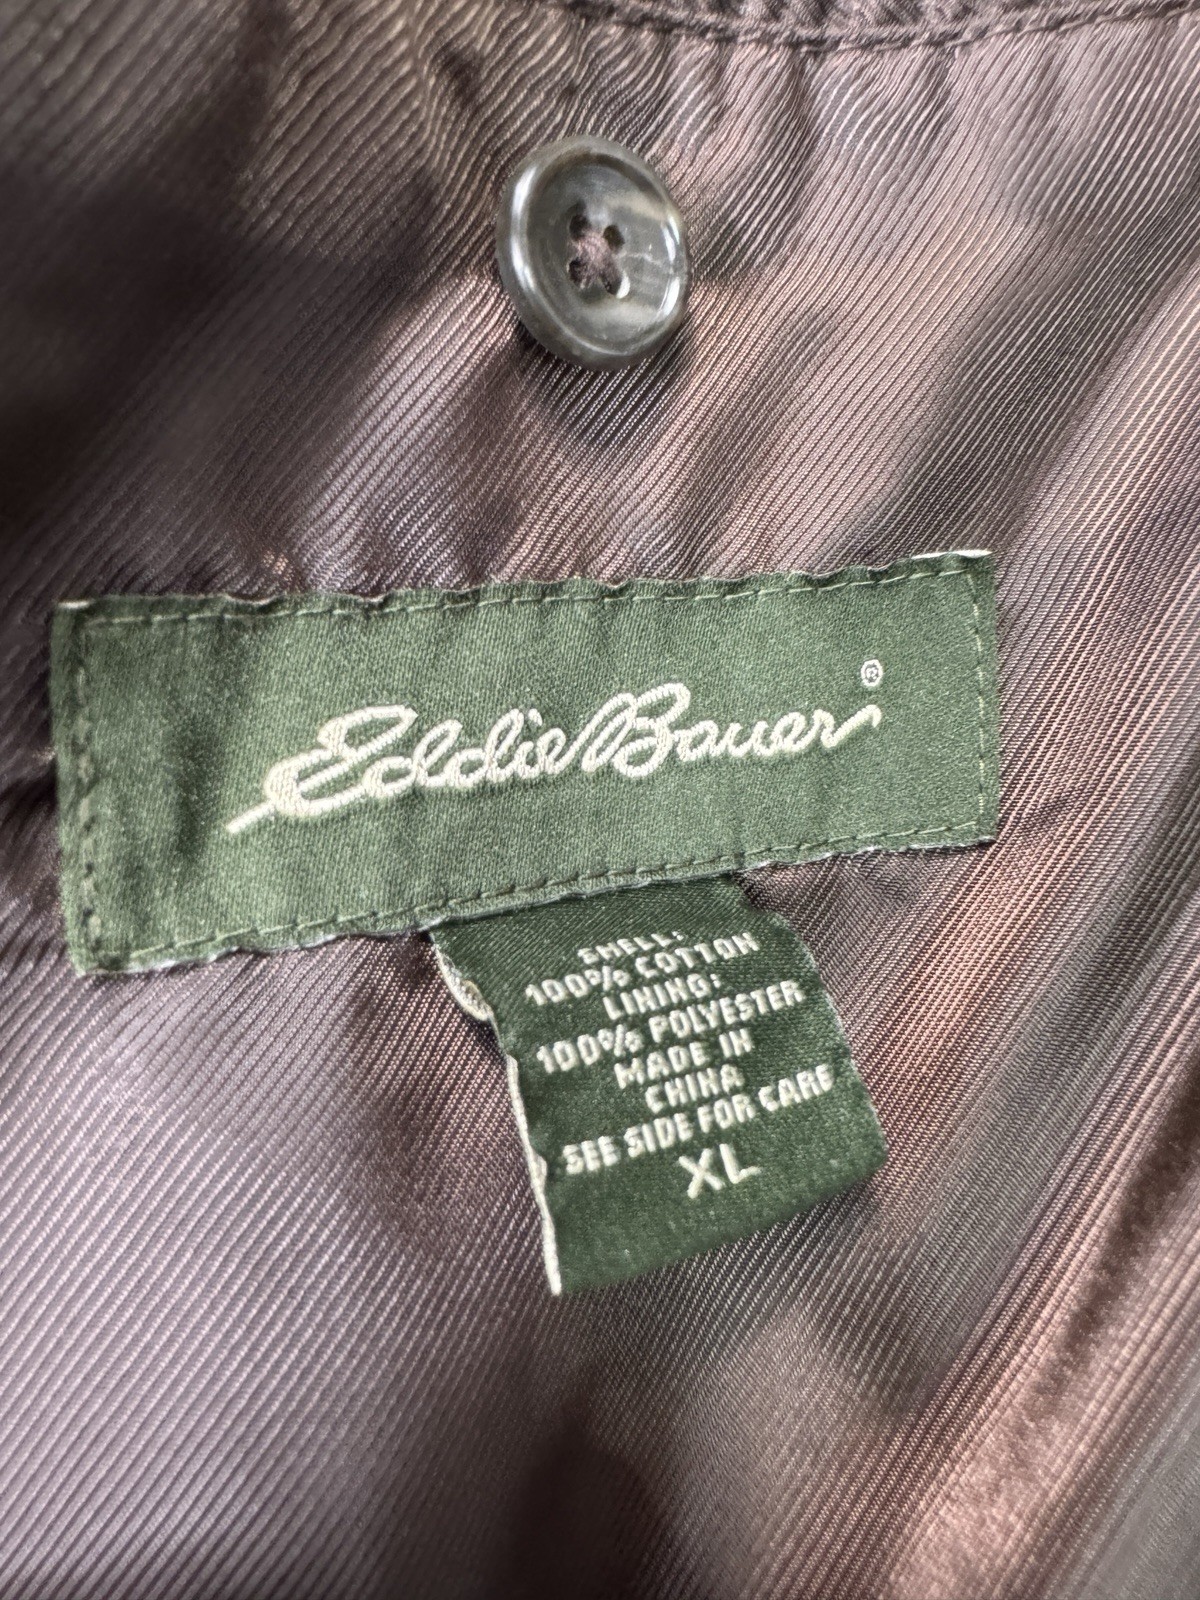 Eddie Bauer®
SHELL:
100% COTTON
LINING:
100% POLYESTER
MADE IN
CHINA
SEE SIDE FOR CARE
XL